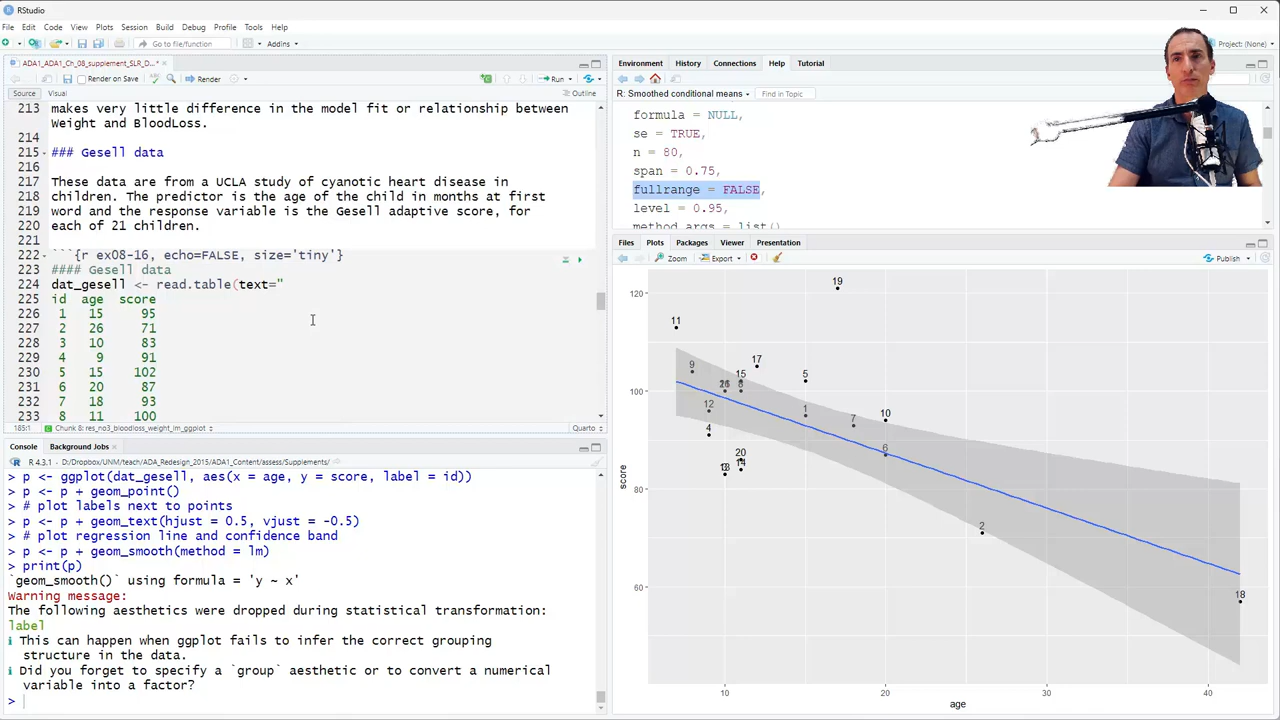 RStudio
File Edit Code View Plots Session Build Debug Profile Tools Help
Go to file/function Addins Project: (None)
ADA1_ADA1_Ch_08_supplement_SLR_D...*
Render on Save Render Run
Source Visual Outline
213 makes very little difference in the model fit or relationship between
Weight and BloodLoss.
214
215 ### Gesell data
216
217 These data are from a UCLA study of cyanotic heart disease in
218 children. The predictor is the age of the child in months at first
219 word and the response variable is the Gesell adaptive score, for
220 each of 21 children.
221
222 ```{r ex08-16, echo=FALSE, size='tiny'}
223 #### Gesell data
224 dat_gesell <- read.table(text="
225 id age score
226 1 15 95
227 2 26 71
228 3 10 83
229 4 9 91
230 5 15 102
231 6 20 87
232 7 18 93
233 8 11 100
185:1 Chunk 8: res_no3_bloodloss_weight_lm_ggplot Quarto
Console Background Jobs
R 4.3.1 · D:/Dropbox/UNM/teach/ADA_Redesign_2015/ADA1_Content/assess/Supplements/
> p <- ggplot(dat_gesell, aes(x = age, y = score, label = id))
> p <- p + geom_point()
> # plot labels next to points
> p <- p + geom_text(hjust = 0.5, vjust = -0.5)
> # plot regression line and confidence band
> p <- p + geom_smooth(method = lm)
> print(p)
`geom_smooth()` using formula = 'y ~ x'
Warning message:
The following aesthetics were dropped during statistical transformation:
label
ℹ This can happen when ggplot fails to infer the correct grouping
structure in the data.
ℹ Did you forget to specify a `group` aesthetic or to convert a numerical
variable into a factor?
>
Environment History Connections Help Tutorial
R: Smoothed conditional means Find in Topic
formula = NULL,
se = TRUE,
n = 80,
span = 0.75,
fullrange = FALSE,
level = 0.95,
method.args = list()
Files Plots Packages Viewer Presentation
Zoom Export Publish
120
100
80
60
score
19
11
17
9
15
5
8
12
1
7
10
4
6
20
2
18
10 20 30 40
age